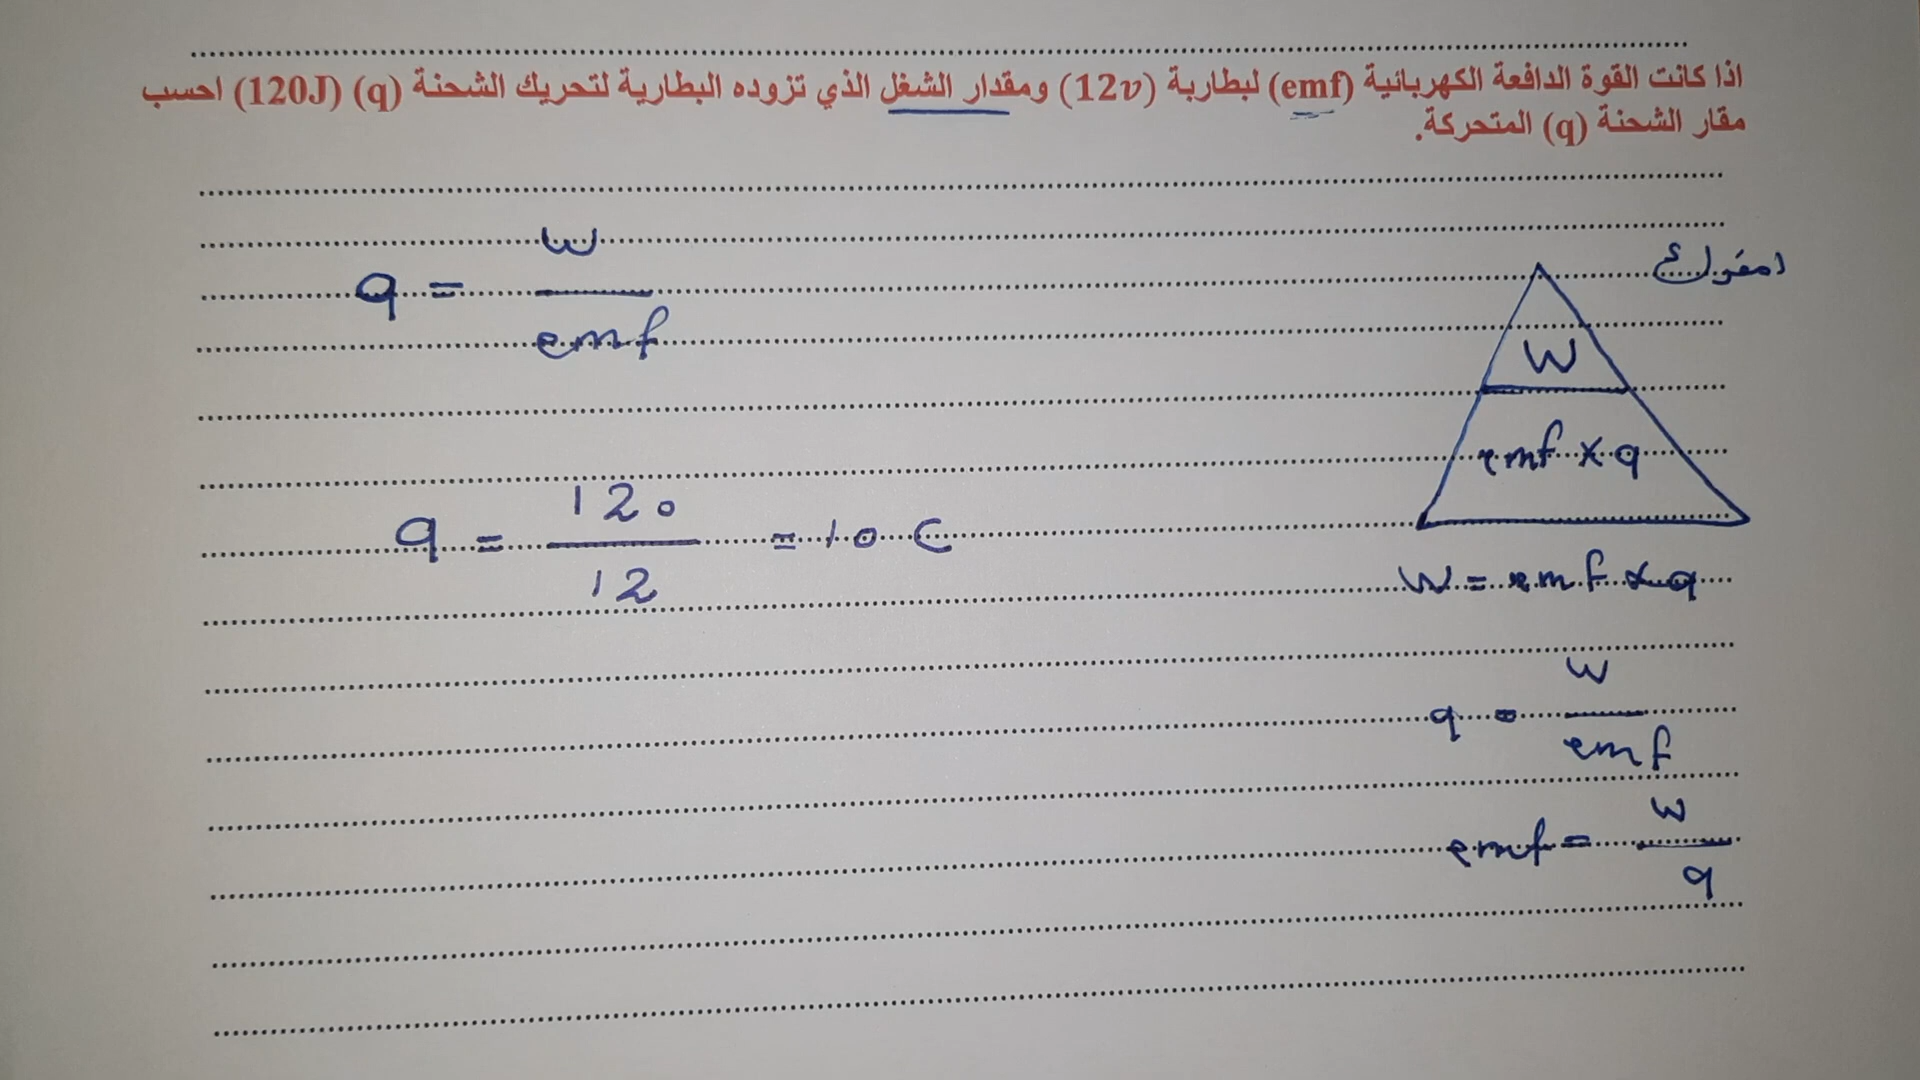 اذا كانت القوة الدافعة الكهربائية (emf) لبطارية (12v) ومقدار الشغل الذي تزوده البطارية لتحريك الشحنة (q) (120J) احسب
مقار الشحنة (q) المتحركة.
q = W / emf
W
emf × q
q = 120 / 12 = 10 C
W = emf × q
q = W / emf
emf = W / q